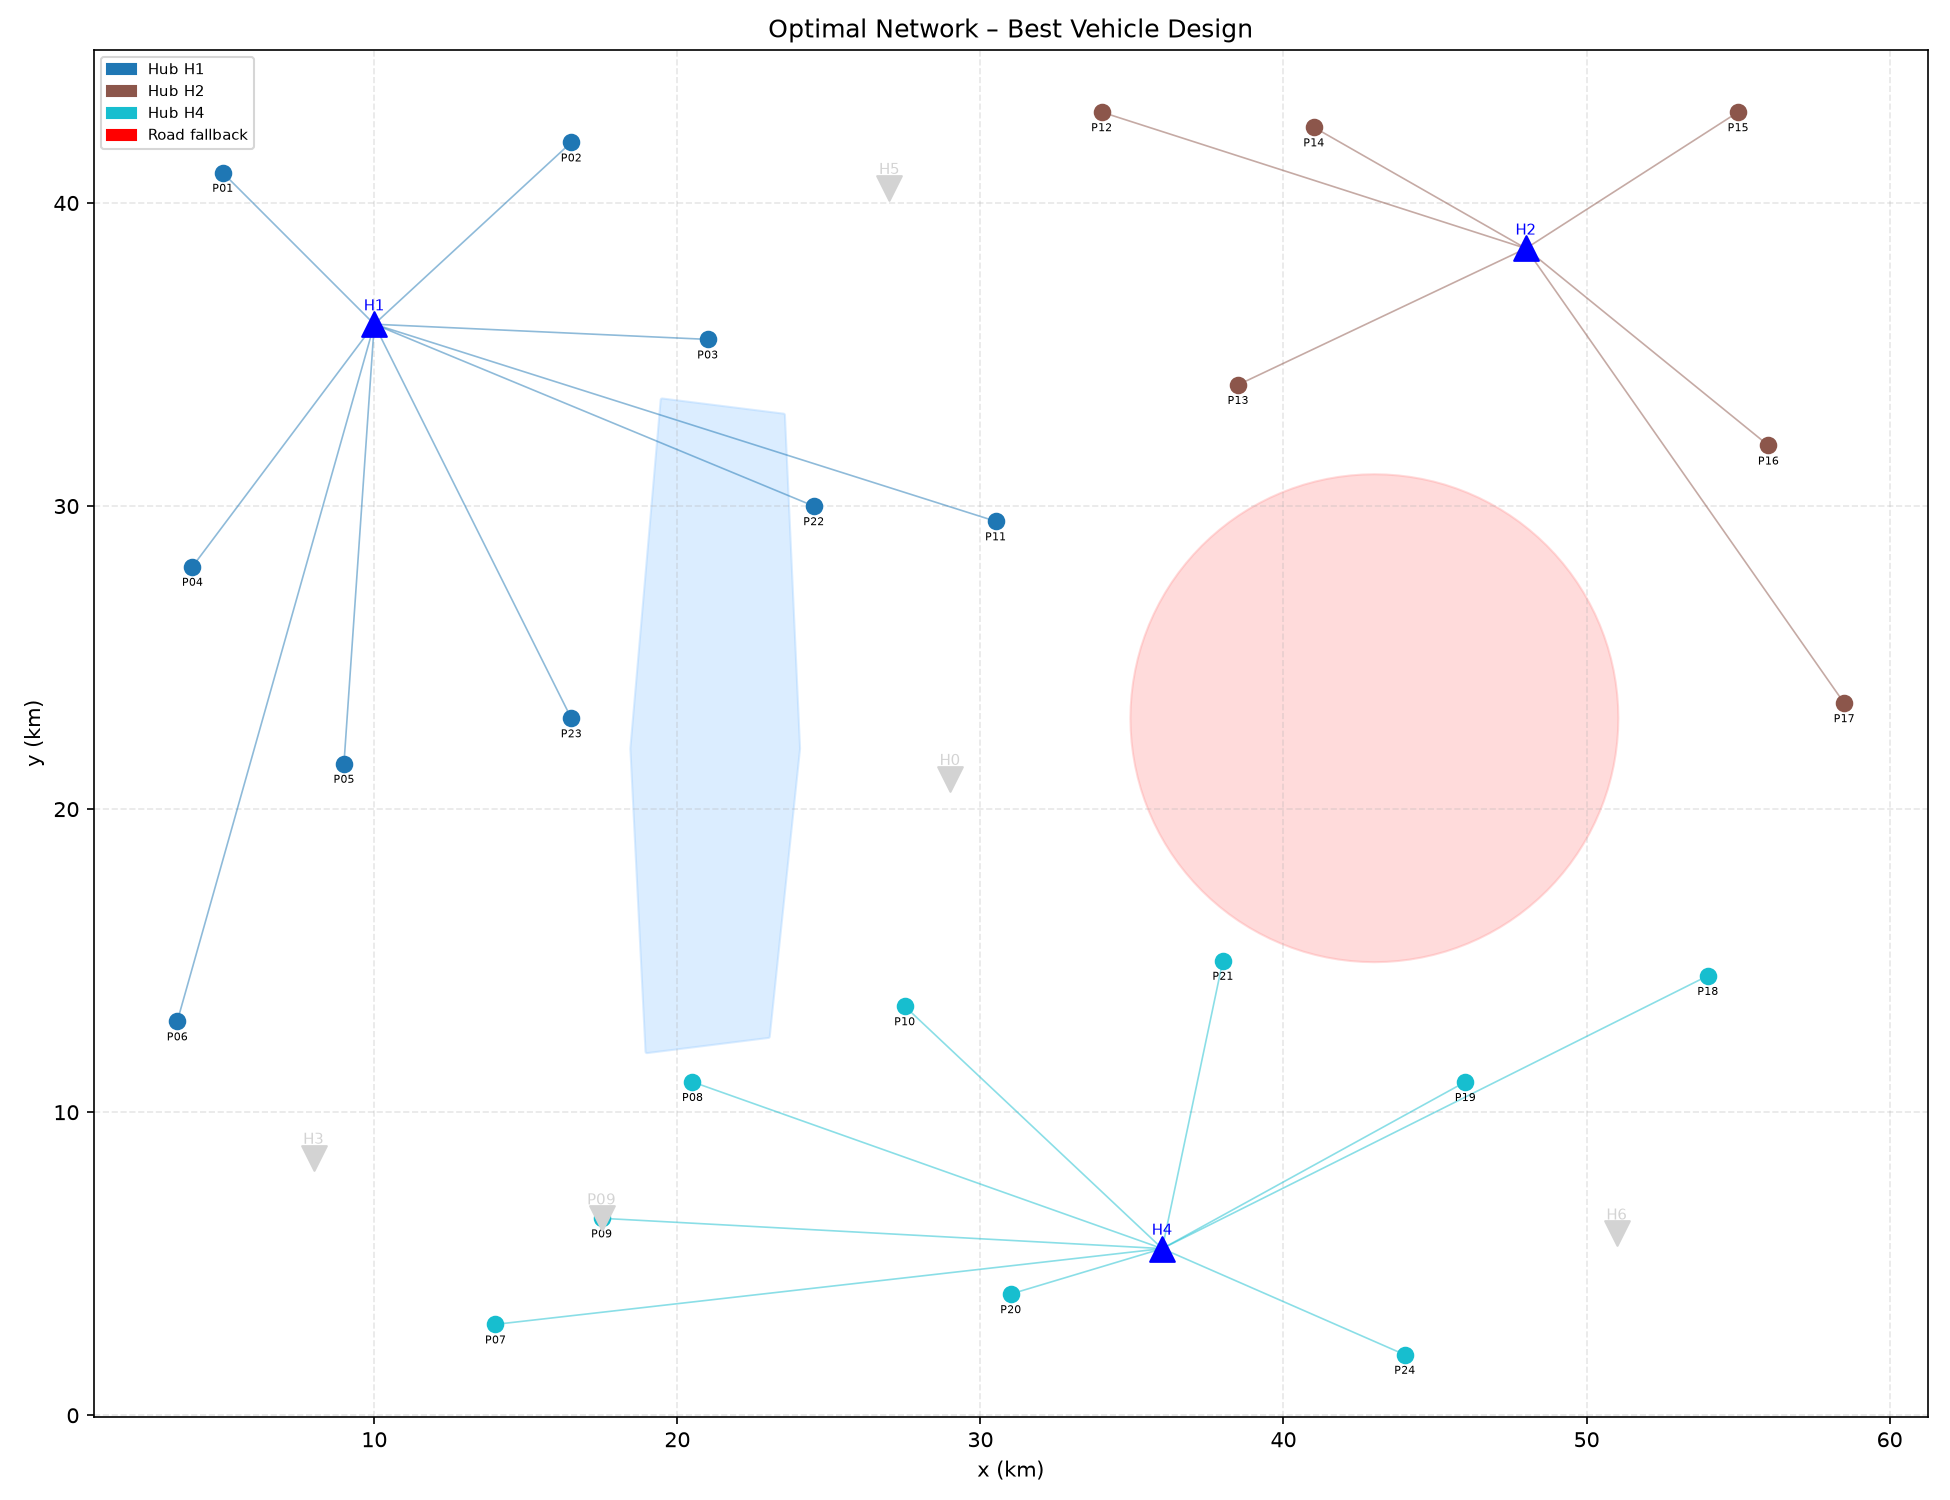 Optimal Network – Best Vehicle Design
Hub H1
Hub H2
Hub H4
Road fallback
P12
P15
P14
P02
H5
P01
40
H2
H1
P03
P13
P16
30
P22
P11
P04
P17
P23
H0
P05
y (km)
20
P21
P18
P10
P06
P08
P19
10
H3
P09
H6
P09
H4
P20
P07
P24
0
10
20
30
40
50
60
x (km)